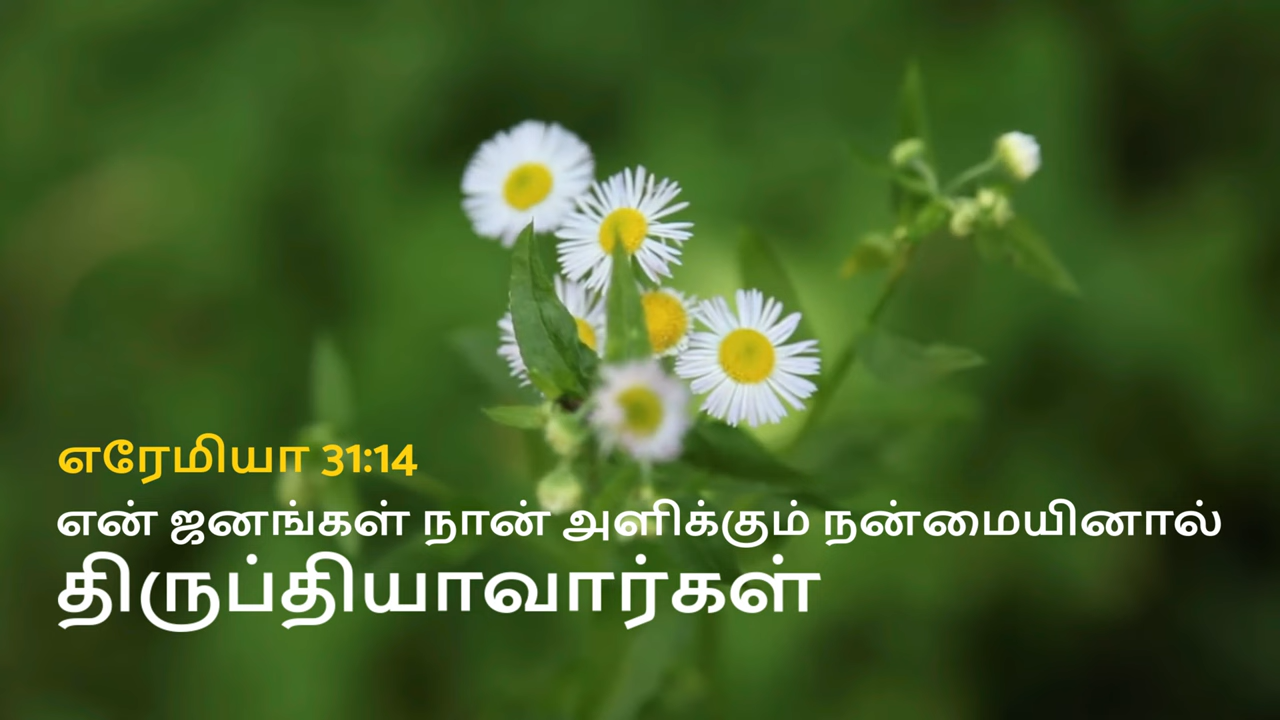 எரேமியா 31:14
என் ஜனங்கள் நான் அளிக்கும் நன்மையினால்
திருப்தியாவார்கள்